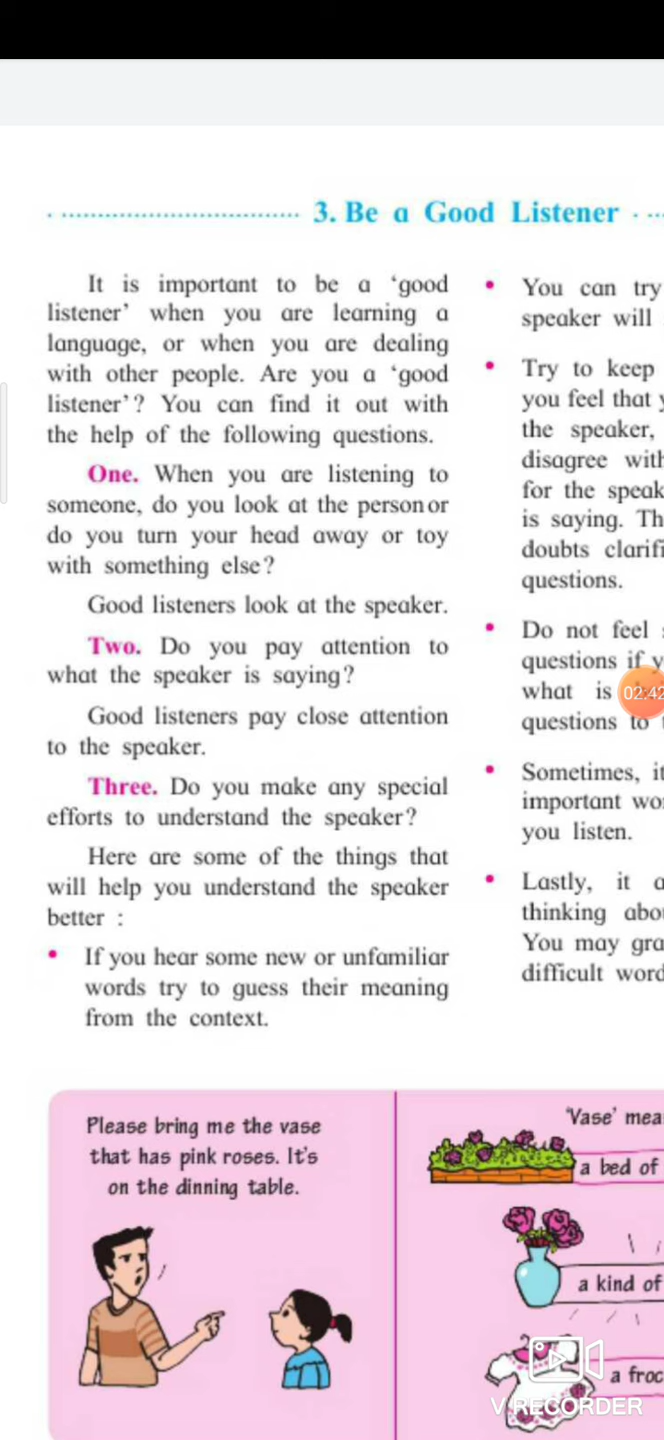 3. Be a Good Listener
It is important to be a ‘good
listener’ when you are learning a
language, or when you are dealing
with other people. Are you a ‘good
listener’? You can find it out with
the help of the following questions.
One. When you are listening to
someone, do you look at the person or
do you turn your head away or toy
with something else?
Good listeners look at the speaker.
Two. Do you pay attention to
what the speaker is saying?
Good listeners pay close attention
to the speaker.
Three. Do you make any special
efforts to understand the speaker?
Here are some of the things that
will help you understand the speaker
better :
• If you hear some new or unfamiliar
words try to guess their meaning
from the context.
• You can try
speaker will
• Try to keep
you feel that
the speaker,
disagree with
for the speak
is saying. Th
doubts clarifi
questions.
• Do not feel
questions if y
what is
questions to
• Sometimes, it
important wo
you listen.
• Lastly, it a
thinking abo
You may gra
difficult word
02:42
Please bring me the vase
that has pink roses. It's
on the dinning table.
'Vase' mea
a bed of
a kind of
a froc
V RECORDER